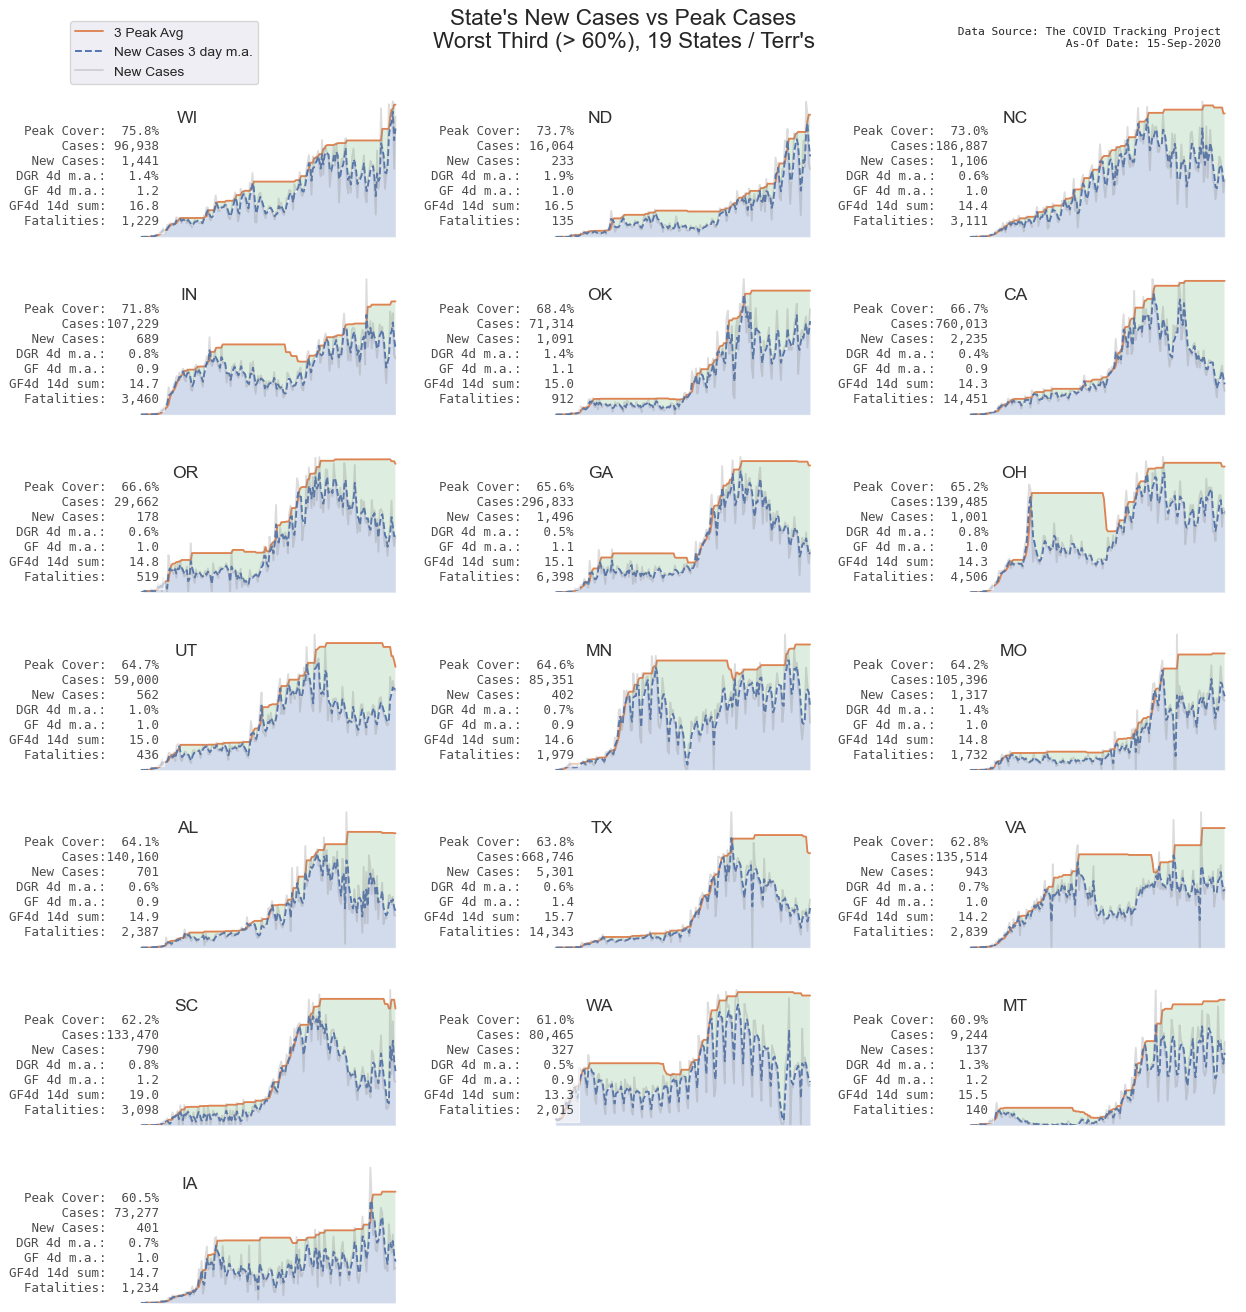 State's New Cases vs Peak Cases
Worst Third (> 60%), 19 States / Terr's
3 Peak Avg
New Cases 3 day m.a.
New Cases
Data Source: The COVID Tracking Project
As-Of Date: 15-Sep-2020
WI
Peak Cover: 75.8%
Cases: 96,938
New Cases: 1,441
DGR 4d m.a.: 1.4%
GF 4d m.a.: 1.2
GF4d 14d sum: 16.8
Fatalities: 1,229
ND
Peak Cover: 73.7%
Cases: 16,064
New Cases: 233
DGR 4d m.a.: 1.9%
GF 4d m.a.: 1.0
GF4d 14d sum: 16.5
Fatalities: 135
NC
Peak Cover: 73.0%
Cases:186,887
New Cases: 1,106
DGR 4d m.a.: 0.6%
GF 4d m.a.: 1.0
GF4d 14d sum: 14.4
Fatalities: 3,111
IN
Peak Cover: 71.8%
Cases:107,229
New Cases: 689
DGR 4d m.a.: 0.8%
GF 4d m.a.: 0.9
GF4d 14d sum: 14.7
Fatalities: 3,460
OK
Peak Cover: 68.4%
Cases: 71,314
New Cases: 1,091
DGR 4d m.a.: 1.4%
GF 4d m.a.: 1.1
GF4d 14d sum: 15.0
Fatalities: 912
CA
Peak Cover: 66.7%
Cases:760,013
New Cases: 2,235
DGR 4d m.a.: 0.4%
GF 4d m.a.: 0.9
GF4d 14d sum: 14.3
Fatalities: 14,451
OR
Peak Cover: 66.6%
Cases: 29,662
New Cases: 178
DGR 4d m.a.: 0.6%
GF 4d m.a.: 1.0
GF4d 14d sum: 14.8
Fatalities: 519
GA
Peak Cover: 65.6%
Cases:296,833
New Cases: 1,496
DGR 4d m.a.: 0.5%
GF 4d m.a.: 1.1
GF4d 14d sum: 15.1
Fatalities: 6,398
OH
Peak Cover: 65.2%
Cases:139,485
New Cases: 1,001
DGR 4d m.a.: 0.8%
GF 4d m.a.: 1.0
GF4d 14d sum: 14.3
Fatalities: 4,506
UT
Peak Cover: 64.7%
Cases: 59,000
New Cases: 562
DGR 4d m.a.: 1.0%
GF 4d m.a.: 1.0
GF4d 14d sum: 15.0
Fatalities: 436
MN
Peak Cover: 64.6%
Cases: 85,351
New Cases: 402
DGR 4d m.a.: 0.7%
GF 4d m.a.: 0.9
GF4d 14d sum: 14.6
Fatalities: 1,979
MO
Peak Cover: 64.2%
Cases:105,396
New Cases: 1,317
DGR 4d m.a.: 1.4%
GF 4d m.a.: 1.0
GF4d 14d sum: 14.8
Fatalities: 1,732
AL
Peak Cover: 64.1%
Cases:140,160
New Cases: 701
DGR 4d m.a.: 0.6%
GF 4d m.a.: 0.9
GF4d 14d sum: 14.9
Fatalities: 2,387
TX
Peak Cover: 63.8%
Cases:668,746
New Cases: 5,301
DGR 4d m.a.: 0.6%
GF 4d m.a.: 1.4
GF4d 14d sum: 15.7
Fatalities: 14,343
VA
Peak Cover: 62.8%
Cases:135,514
New Cases: 943
DGR 4d m.a.: 0.7%
GF 4d m.a.: 1.0
GF4d 14d sum: 14.2
Fatalities: 2,839
SC
Peak Cover: 62.2%
Cases:133,470
New Cases: 790
DGR 4d m.a.: 0.8%
GF 4d m.a.: 1.2
GF4d 14d sum: 19.0
Fatalities: 3,098
WA
Peak Cover: 61.0%
Cases: 80,465
New Cases: 327
DGR 4d m.a.: 0.5%
GF 4d m.a.: 0.9
GF4d 14d sum: 13.3
Fatalities: 2,015
MT
Peak Cover: 60.9%
Cases: 9,244
New Cases: 137
DGR 4d m.a.: 1.3%
GF 4d m.a.: 1.2
GF4d 14d sum: 15.5
Fatalities: 140
IA
Peak Cover: 60.5%
Cases: 73,277
New Cases: 401
DGR 4d m.a.: 0.7%
GF 4d m.a.: 1.0
GF4d 14d sum: 14.7
Fatalities: 1,234